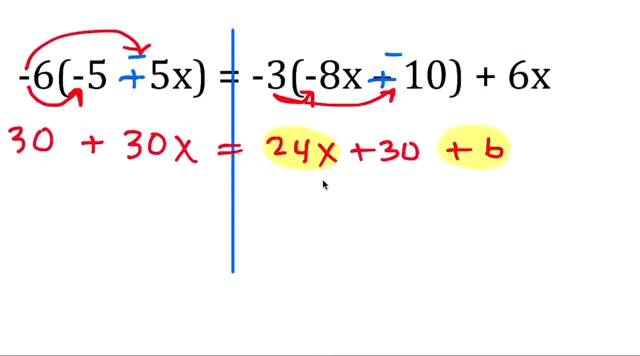 -6(-5 + -5x) = -3(-8x + -10) + 6x
30 + 30x = 24x + 30 + 6